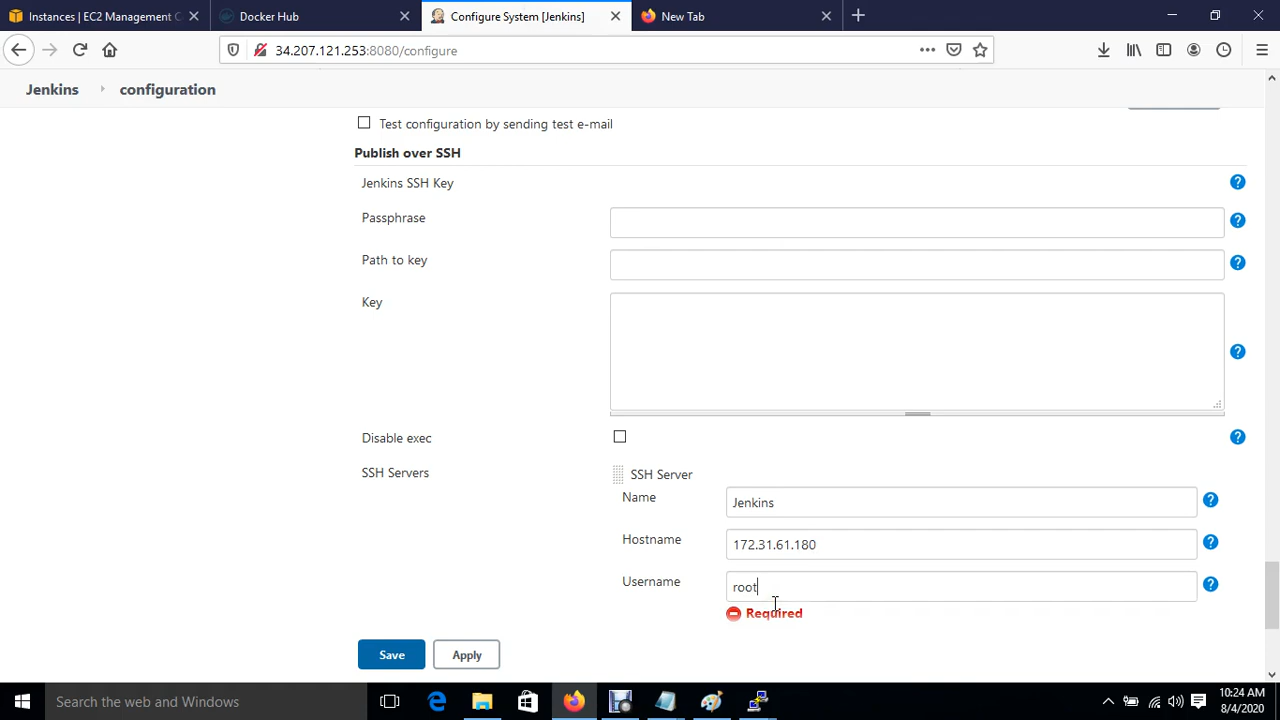 Instances | EC2 Management C
Docker Hub
Configure System [Jenkins]
New Tab
34.207.121.253:8080/configure
Jenkins
configuration
Test configuration by sending test e-mail
Publish over SSH
Jenkins SSH Key
Passphrase
Path to key
Key
Disable exec
SSH Servers
SSH Server
Name
Jenkins
Hostname
172.31.61.180
Username
root
Required
Save
Apply
Search the web and Windows
10:24 AM
8/4/2020